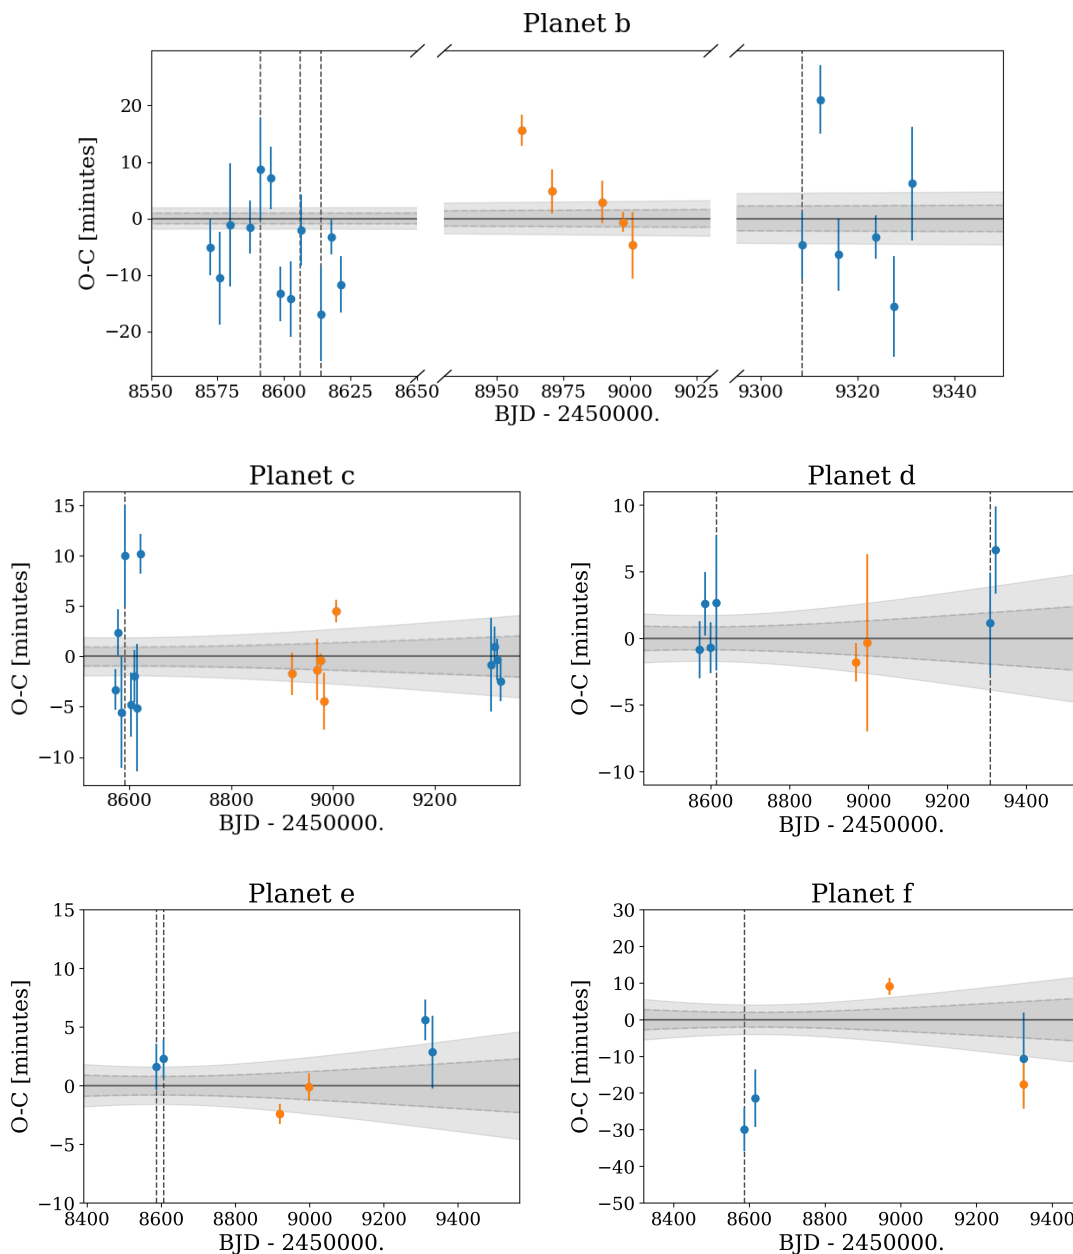 Planet b
O-C [minutes]
20
10
0
−10
−20
8550 8575 8600 8625 8650 8950 8975 9000 9025 9300 9320 9340
BJD - 2450000.
Planet c
O-C [minutes]
15
10
5
0
−5
−10
8600 8800 9000 9200
BJD - 2450000.
Planet d
O-C [minutes]
10
5
0
−5
−10
8600 8800 9000 9200 9400
BJD - 2450000.
Planet e
O-C [minutes]
15
10
5
0
−5
−10
8400 8600 8800 9000 9200 9400
BJD - 2450000.
Planet f
O-C [minutes]
30
20
10
0
−10
−20
−30
−40
−50
8400 8600 8800 9000 9200 9400
BJD - 2450000.